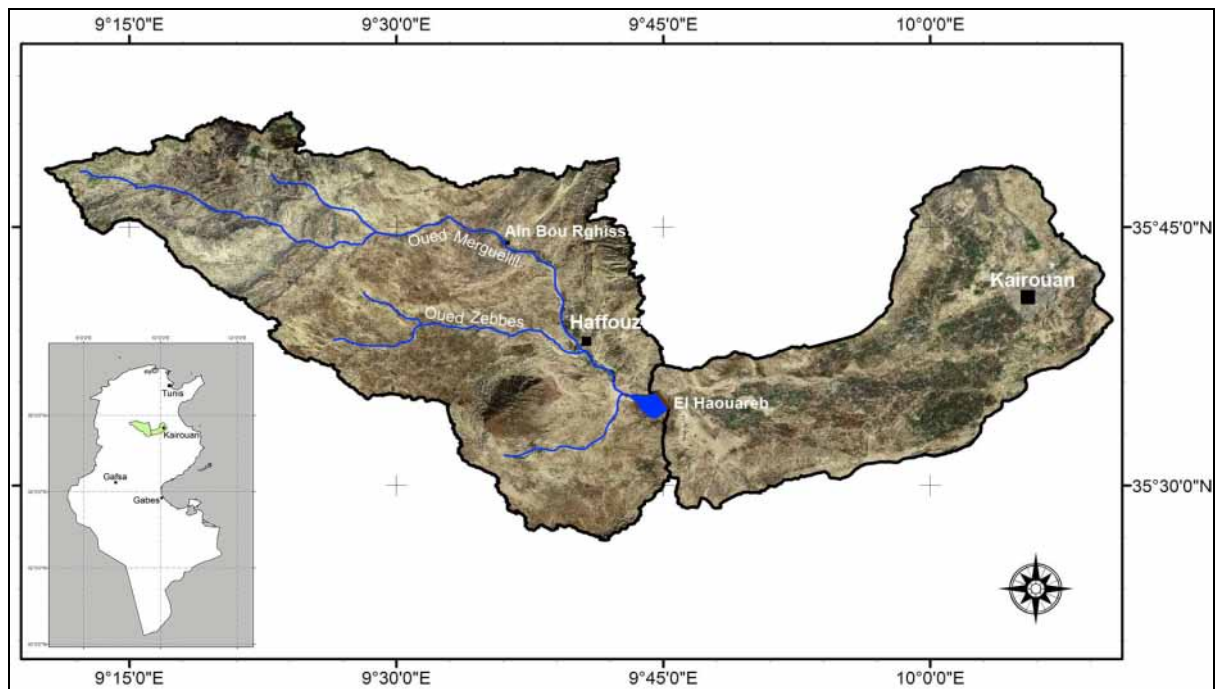 9°15'0"E 9°30'0"E 9°45'0"E 10°0'0"E
Ain Bou Rghiss
35°45'0"N
Oued Merguellil
Kairouan
Oued Zebbes
Haffouz
El Haouareb
Tunis
Kairouan
Gafsa
Gabes
35°30'0"N
9°15'0"E 9°30'0"E 9°45'0"E 10°0'0"E